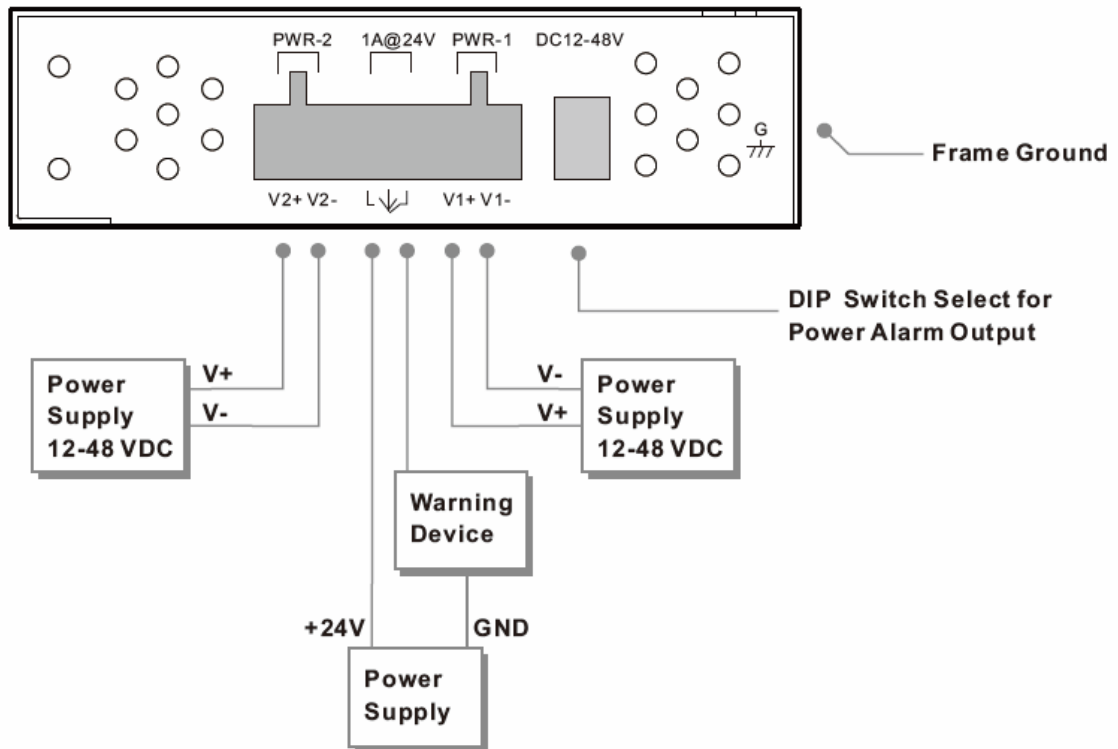 PWR-2 1A@24V PWR-1 DC12-48V
G
Frame Ground
V2+ V2- V1+ V1-
DIP Switch Select for
Power Alarm Output
Power
Supply
12-48 VDC
V+
V-
V-
V+
Power
Supply
12-48 VDC
Warning
Device
+24V GND
Power
Supply